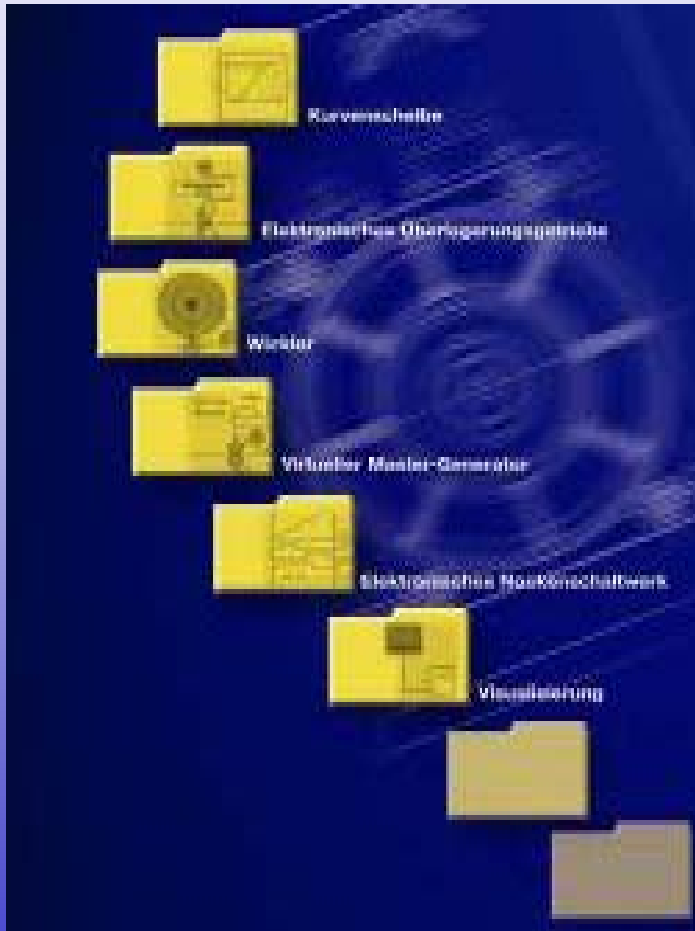 Kurvenscheibe
Elektronisches Überlagerungsgetriebe
Wickler
Virtueller Master-Generator
Elektronisches Nockenschaltwerk
Visualisierung